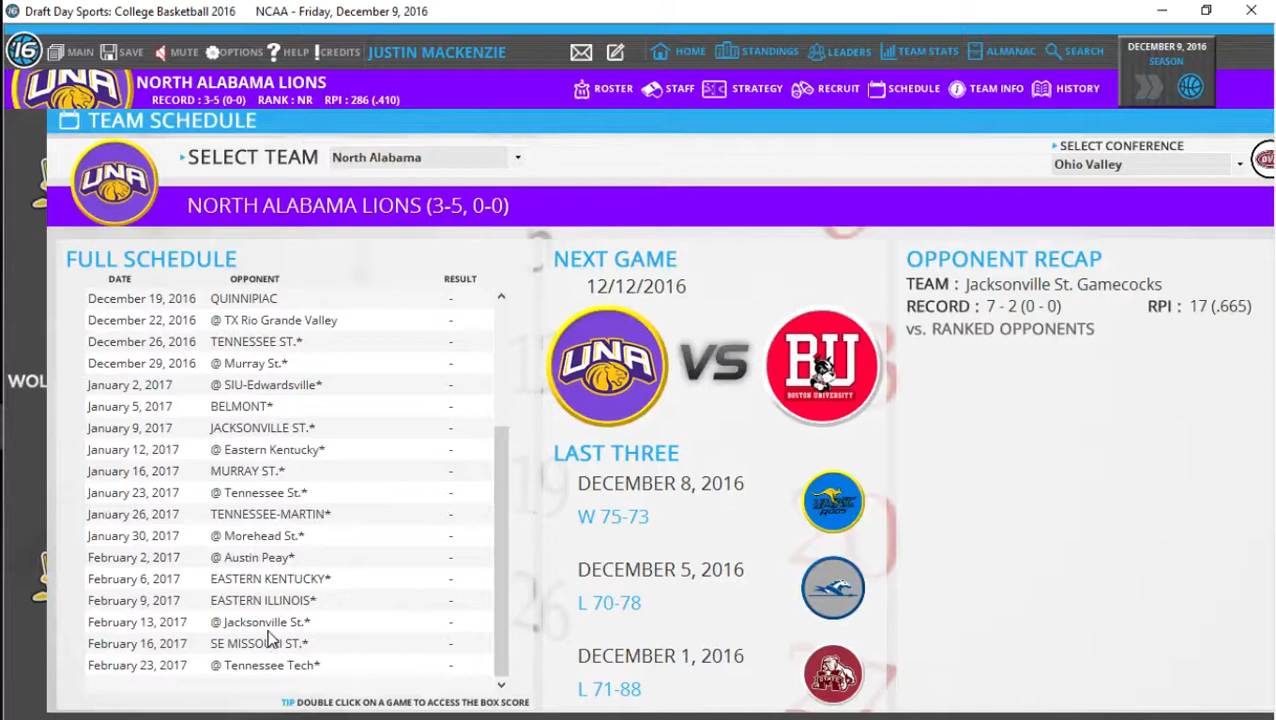 Draft Day Sports: College Basketball 2016 NCAA - Friday, December 9, 2016
'16 MAIN SAVE MUTE OPTIONS HELP CREDITS JUSTIN MACKENZIE HOME STANDINGS LEADERS TEAM STATS ALMANAC SEARCH DECEMBER 9, 2016
SEASON
UNA NORTH ALABAMA LIONS
RECORD : 3-5 (0-0) RANK : NR RPI : 286 (.410)
ROSTER STAFF STRATEGY RECRUIT SCHEDULE TEAM INFO HISTORY
TEAM SCHEDULE
SELECT TEAM North Alabama
SELECT CONFERENCE
Ohio Valley
UNA
NORTH ALABAMA LIONS (3-5, 0-0)
FULL SCHEDULE
DATE OPPONENT RESULT
December 19, 2016 QUINNIPIAC -
December 22, 2016 @ TX Rio Grande Valley -
December 26, 2016 TENNESSEE ST.* -
December 29, 2016 @ Murray St.* -
January 2, 2017 @ SIU-Edwardsville* -
January 5, 2017 BELMONT* -
January 9, 2017 JACKSONVILLE ST.* -
January 12, 2017 @ Eastern Kentucky* -
January 16, 2017 MURRAY ST.* -
January 23, 2017 @ Tennessee St.* -
January 26, 2017 TENNESSEE-MARTIN* -
January 30, 2017 @ Morehead St.* -
February 2, 2017 @ Austin Peay* -
February 6, 2017 EASTERN KENTUCKY* -
February 9, 2017 EASTERN ILLINOIS* -
February 13, 2017 @ Jacksonville St.* -
February 16, 2017 SE MISSOURI ST.* -
February 23, 2017 @ Tennessee Tech* -
TIP DOUBLE CLICK ON A GAME TO ACCESS THE BOX SCORE
NEXT GAME
12/12/2016
UNA VS BU
BOSTON UNIVERSITY
LAST THREE
DECEMBER 8, 2016
W 75-73
DECEMBER 5, 2016
L 70-78
DECEMBER 1, 2016
L 71-88
OPPONENT RECAP
TEAM : Jacksonville St. Gamecocks
RECORD : 7 - 2 (0 - 0) RPI : 17 (.665)
vs. RANKED OPPONENTS
WOL